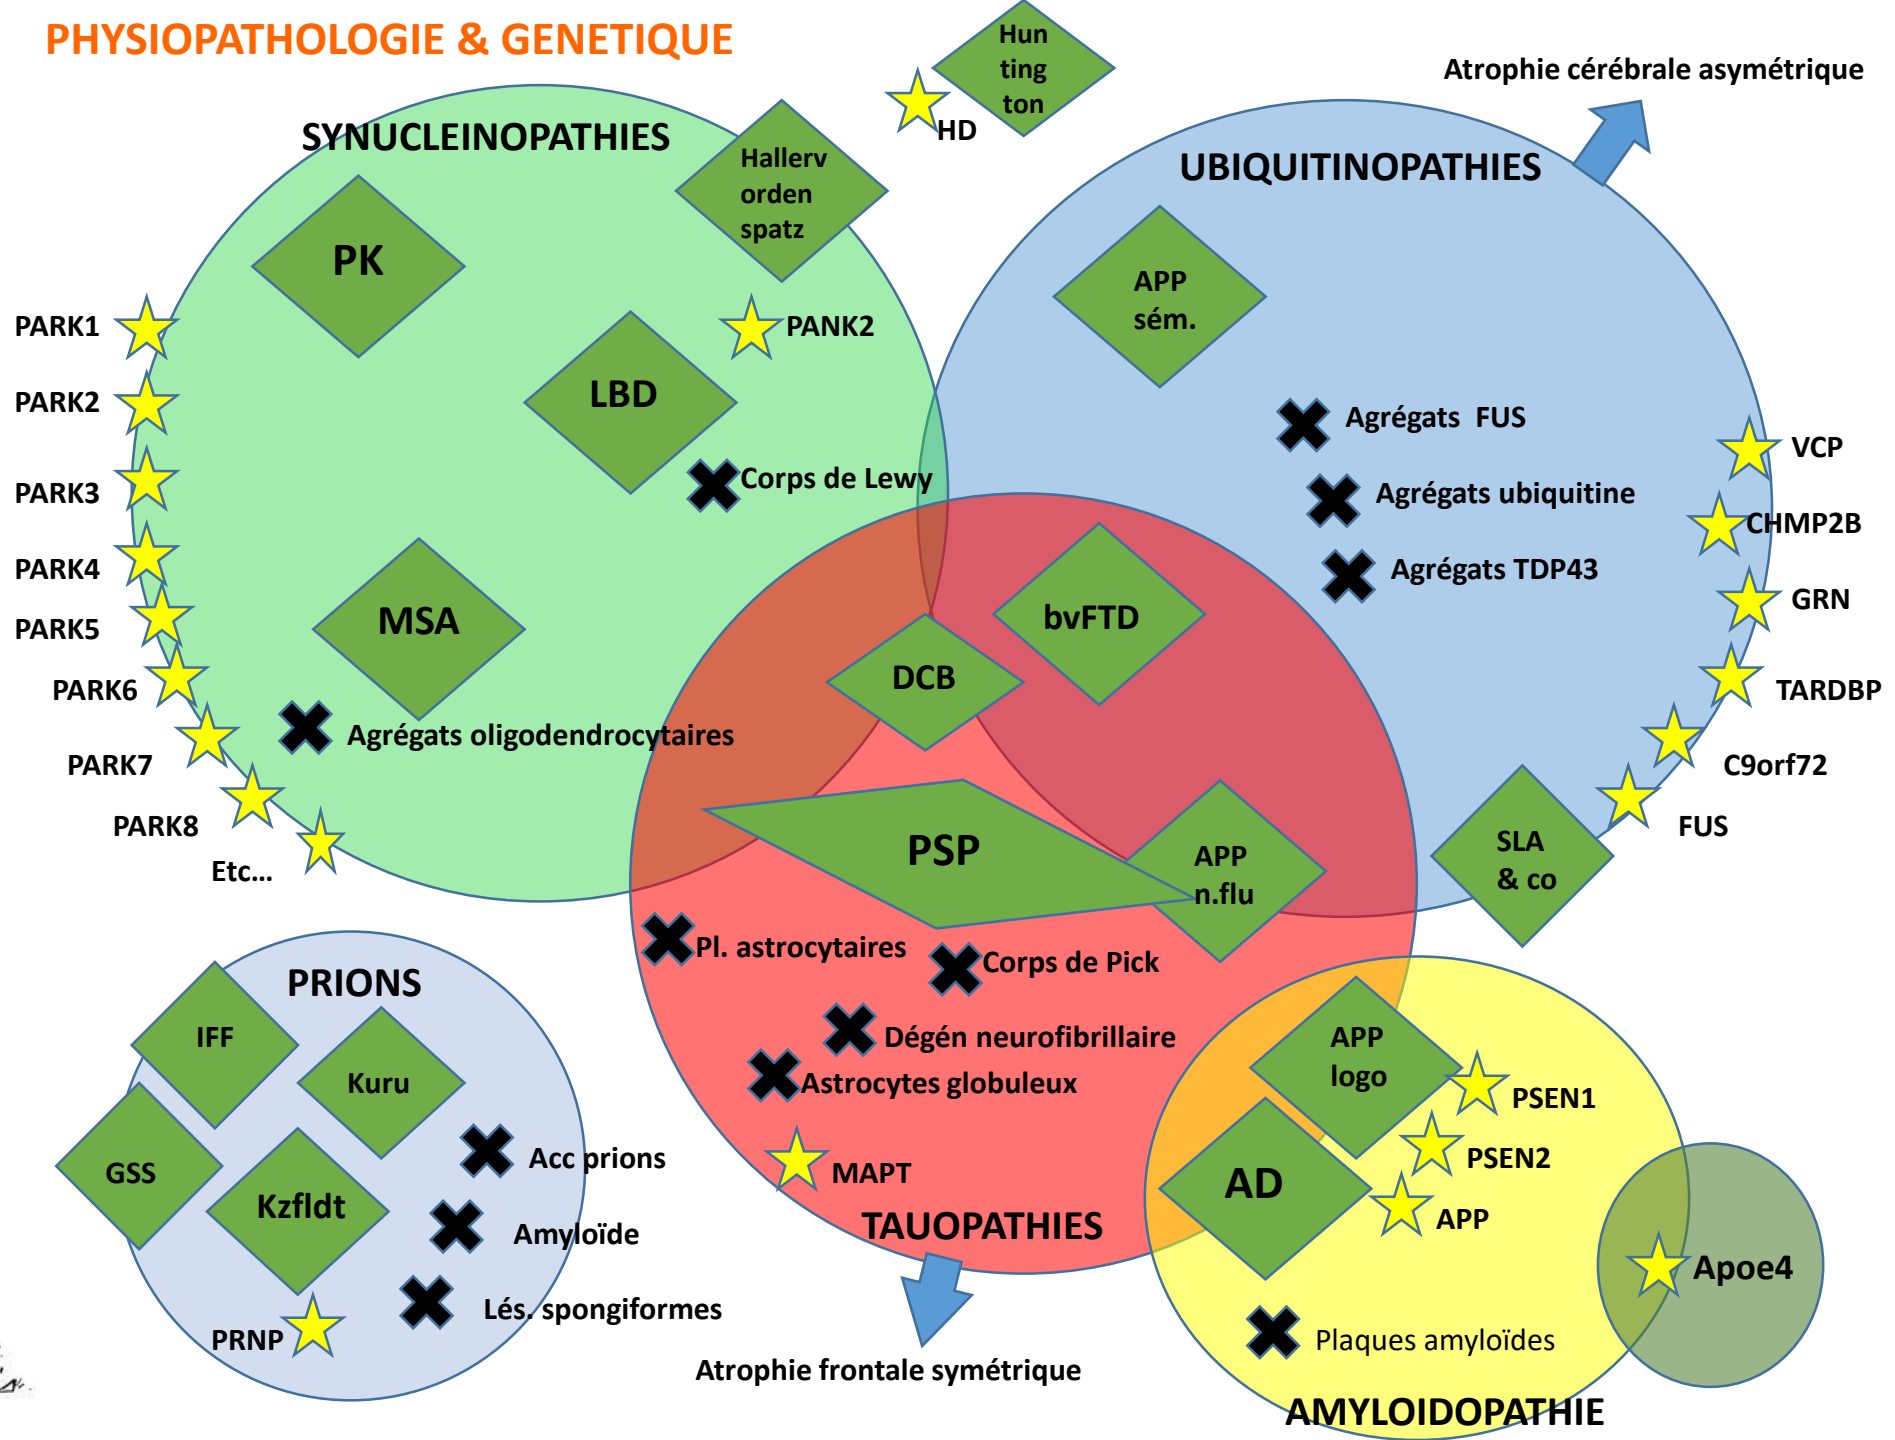 PHYSIOPATHOLOGIE & GENETIQUE
Hun
ting
ton
HD
Atrophie cérébrale asymétrique
SYNUCLEINOPATHIES
Hallerv
orden
spatz
UBIQUITINOPATHIES
PK
APP
sém.
PARK1
PANK2
PARK2
LBD
Agrégats FUS
VCP
PARK3
Corps de Lewy
Agrégats ubiquitine
CHMP2B
PARK4
Agrégats TDP43
GRN
PARK5
MSA
bvFTD
PARK6
DCB
TARDBP
Agrégats oligodendrocytaires
PARK7
C9orf72
PARK8
PSP
APP
n.flu
SLA
& co
FUS
Etc...
Pl. astrocytaires
Corps de Pick
PRIONS
IFF
Kuru
Dégén neurofibrillaire
Astrocytes globuleux
APP
logo
PSEN1
GSS
Acc prions
MAPT
PSEN2
Kzfldt
AD
APP
Amyloïde
TAUOPATHIES
Apoe4
Lés. spongiformes
PRNP
Plaques amyloïdes
Atrophie frontale symétrique
AMYLOIDOPATHIE